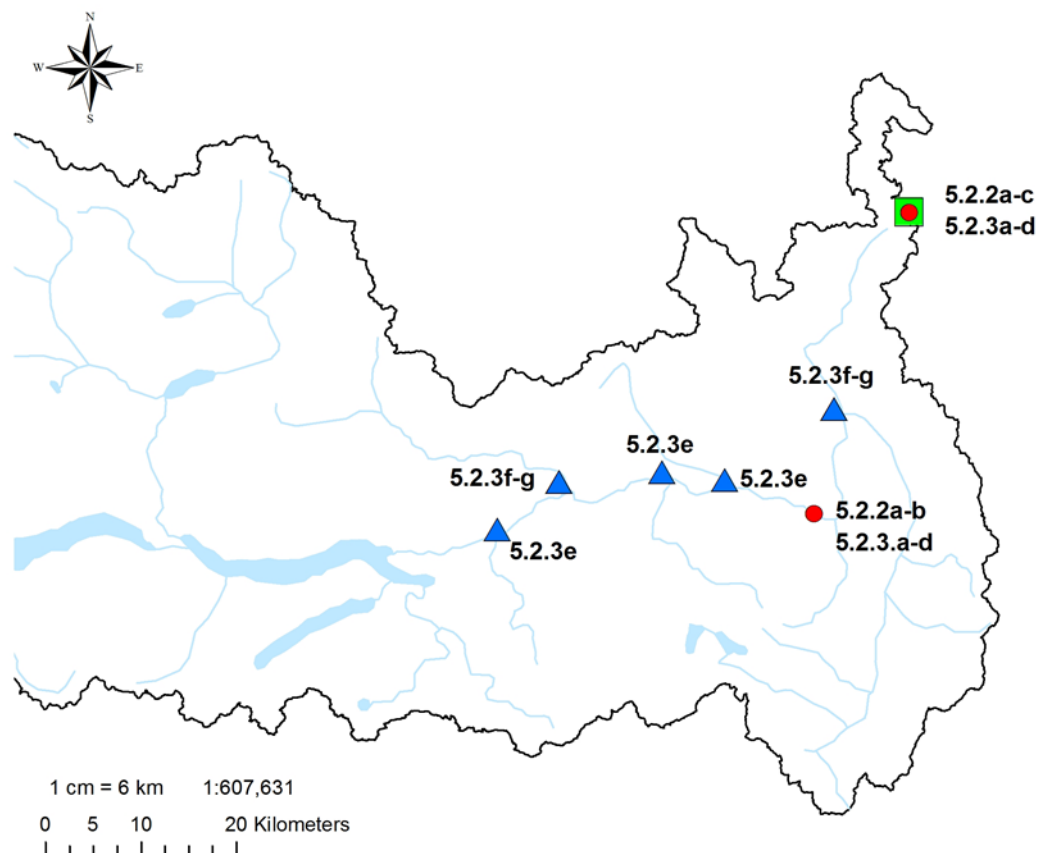 N
W
E
S
5.2.2a-c
5.2.3a-d
5.2.3f-g
5.2.3e
5.2.3f-g
5.2.3e
5.2.2a-b
5.2.3.a-d
5.2.3e
1 cm = 6 km 1:607,631
0 5 10 20 Kilometers